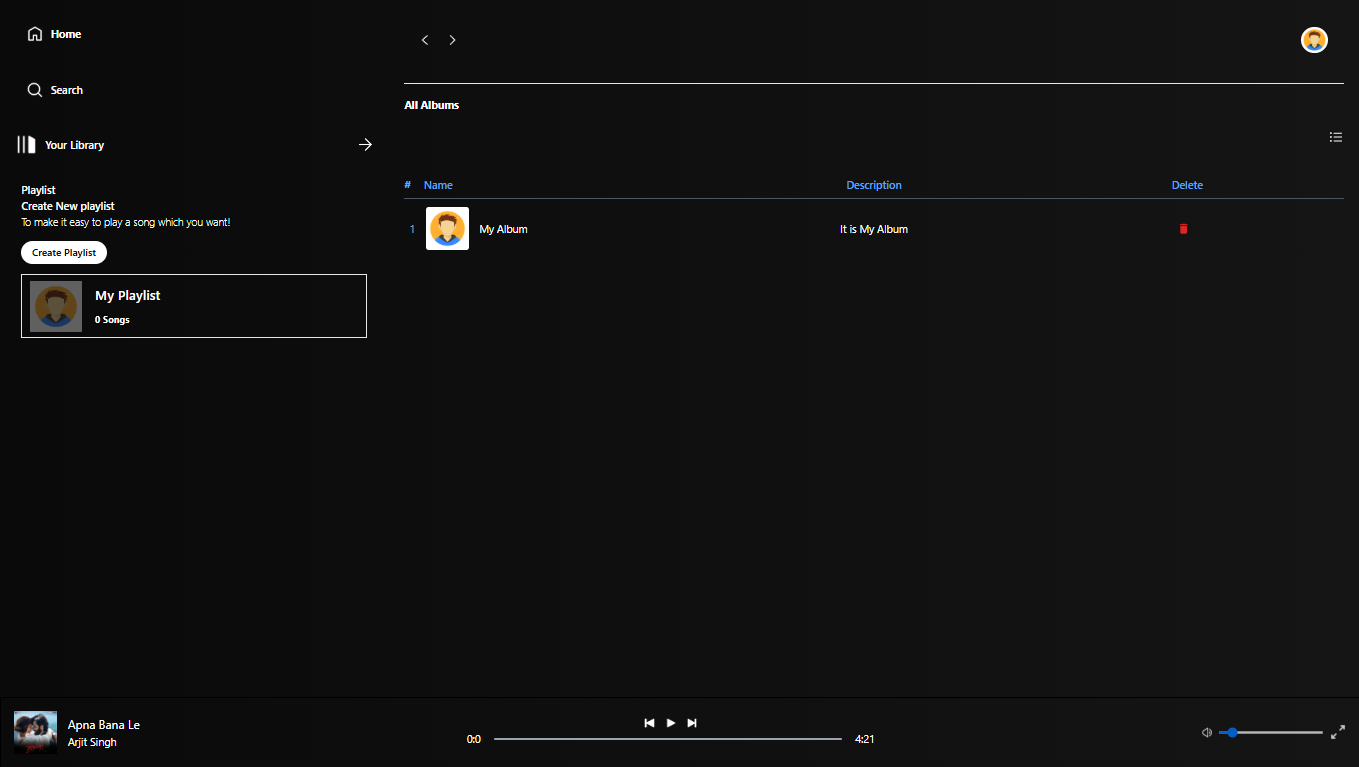 Home
Search
Your Library
Playlist
Create New playlist
To make it easy to play a song which you want!
Create Playlist
My Playlist
0 Songs
All Albums
# Name Description Delete
1 My Album It is My Album
Apna Bana Le
Arjit Singh
0:0
4:21